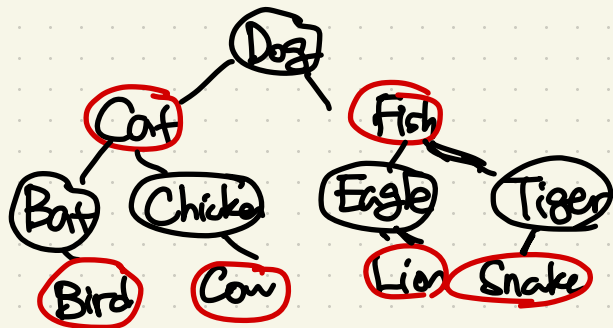 Dog
Cat Fish
Bat Chicken Eagle Tiger
Bird Cow Lion Snake